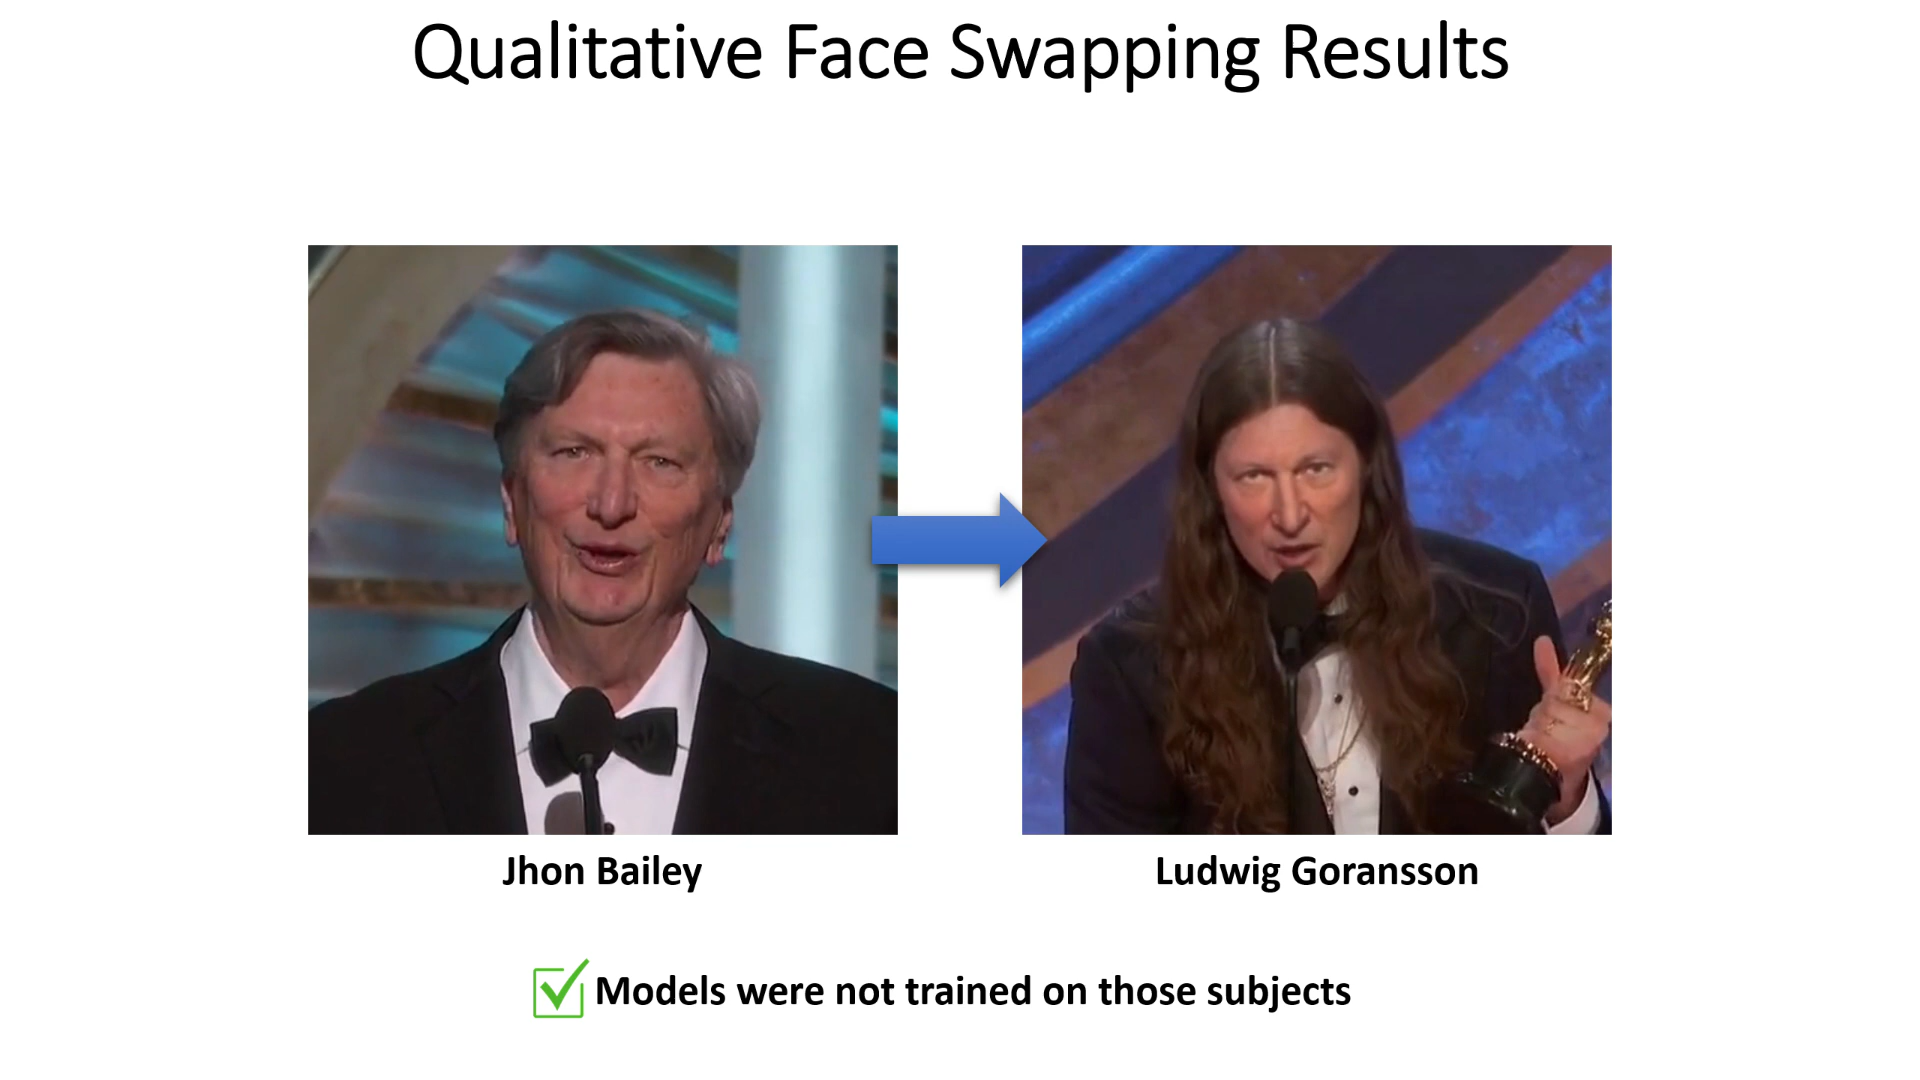 Qualitative Face Swapping Results
Jhon Bailey
Ludwig Goransson
Models were not trained on those subjects